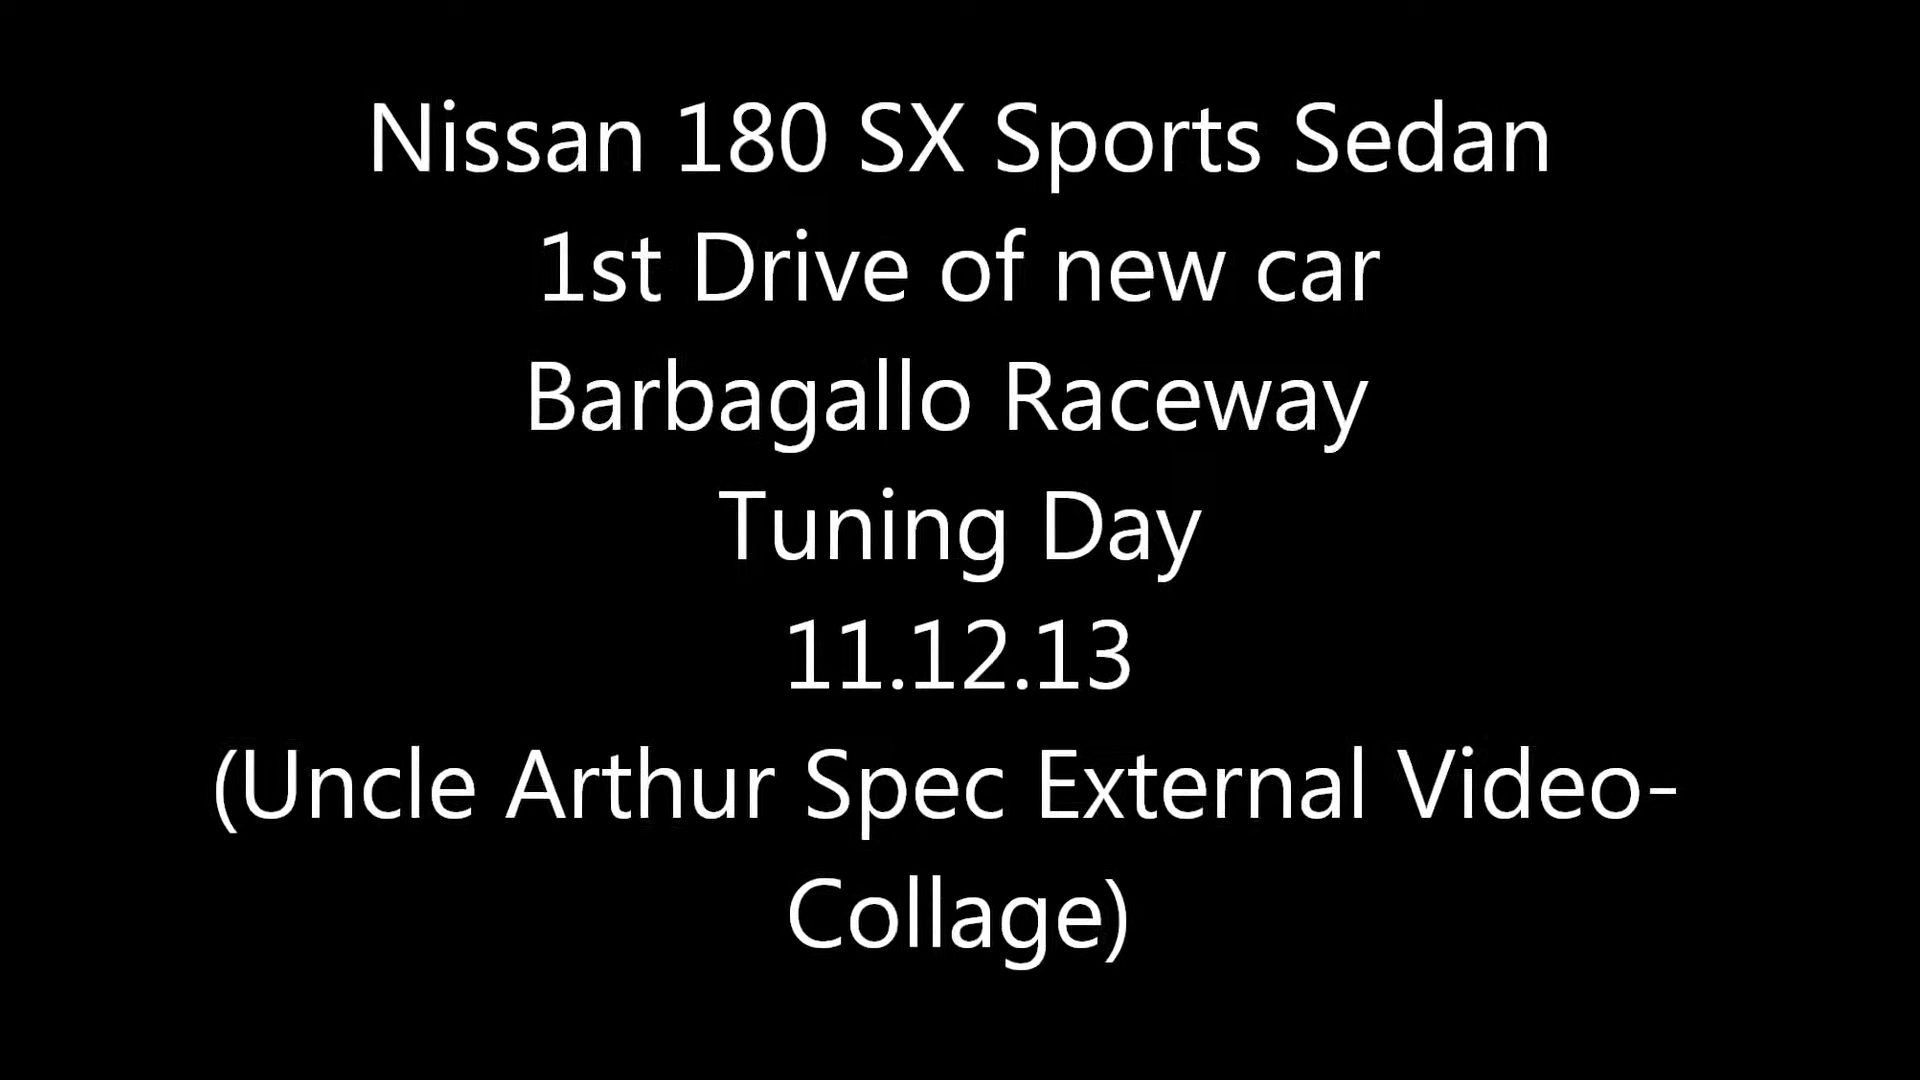 Nissan 180 SX Sports Sedan
1st Drive of new car
Barbagallo Raceway
Tuning Day
11.12.13
(Uncle Arthur Spec External Video-
Collage)